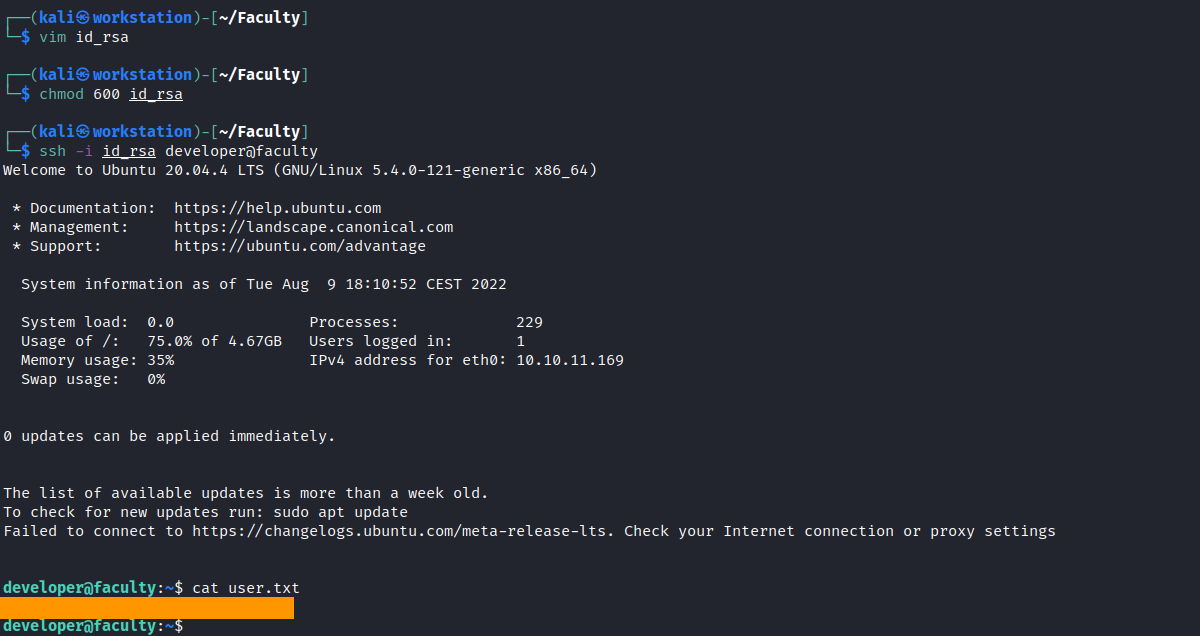 ┌──(kali㉿workstation)-[~/Faculty]
└─$ vim id_rsa
┌──(kali㉿workstation)-[~/Faculty]
└─$ chmod 600 id_rsa
┌──(kali㉿workstation)-[~/Faculty]
└─$ ssh -i id_rsa developer@faculty
Welcome to Ubuntu 20.04.4 LTS (GNU/Linux 5.4.0-121-generic x86_64)
* Documentation:  https://help.ubuntu.com
* Management:     https://landscape.canonical.com
* Support:        https://ubuntu.com/advantage
System information as of Tue Aug  9 18:10:52 CEST 2022
System load:  0.0               Processes:             229
Usage of /:   75.0% of 4.67GB   Users logged in:       1
Memory usage: 35%               IPv4 address for eth0: 10.10.11.169
Swap usage:   0%
0 updates can be applied immediately.
The list of available updates is more than a week old.
To check for new updates run: sudo apt update
Failed to connect to https://changelogs.ubuntu.com/meta-release-lts. Check your Internet connection or proxy settings
developer@faculty:~$ cat user.txt
developer@faculty:~$